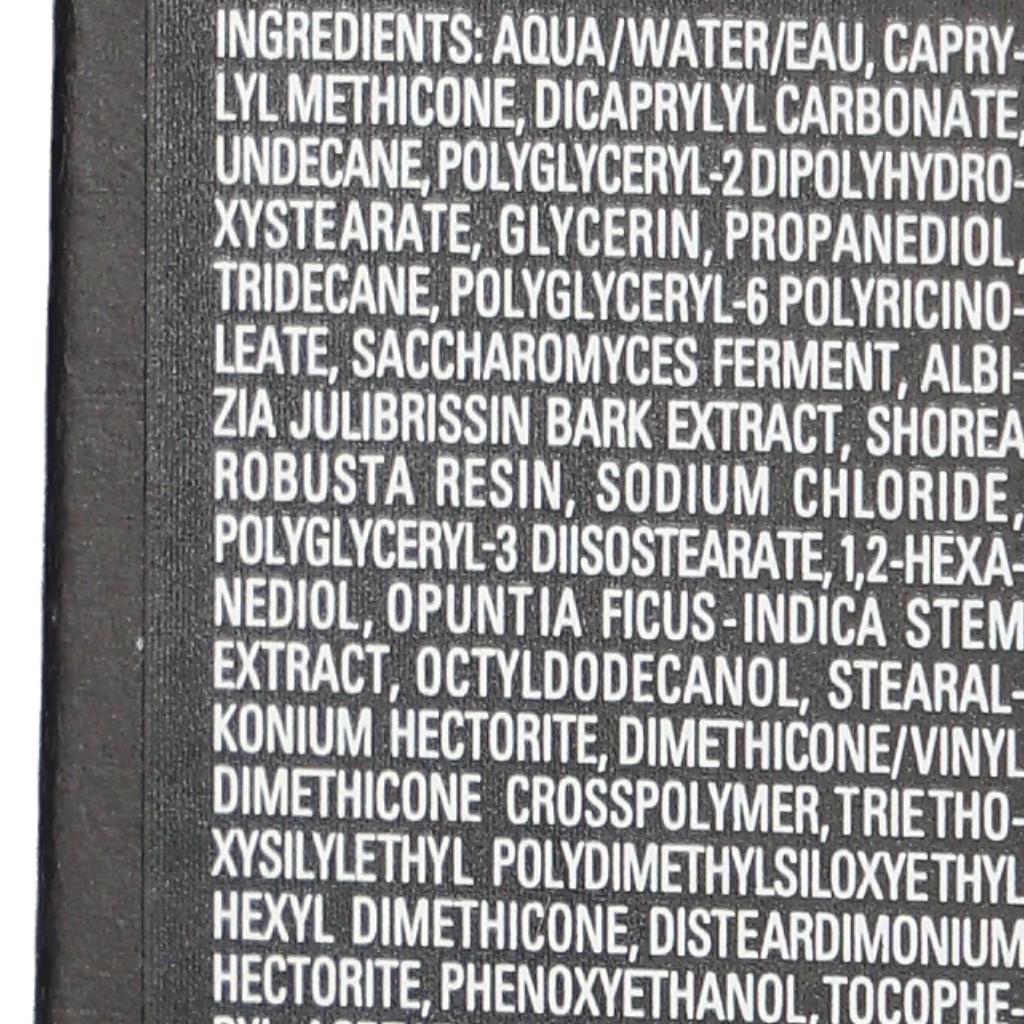 INGREDIENTS: AQUA/WATER/EAU, CAPRY-
LYL METHICONE, DICAPRYLYL CARBONATE,
UNDECANE, POLYGLYCERYL-2 DIPOLYHYDRO-
XYSTEARATE, GLYCERIN, PROPANEDIOL,
TRIDECANE, POLYGLYCERYL-6 POLYRICINO-
LEATE, SACCHAROMYCES FERMENT, ALBI-
ZIA JULIBRISSIN BARK EXTRACT, SHOREA
ROBUSTA RESIN, SODIUM CHLORIDE,
POLYGLYCERYL-3 DIISOSTEARATE, 1,2-HEXA-
NEDIOL, OPUNTIA FICUS-INDICA STEM
EXTRACT, OCTYLDODECANOL, STEARAL-
KONIUM HECTORITE, DIMETHICONE/VINYL
DIMETHICONE CROSSPOLYMER, TRIETHO-
XYSILYLETHYL POLYDIMETHYLSILOXYETHYL
HEXYL DIMETHICONE, DISTEARDIMONIUM
HECTORITE, PHENOXYETHANOL, TOCOPHE-